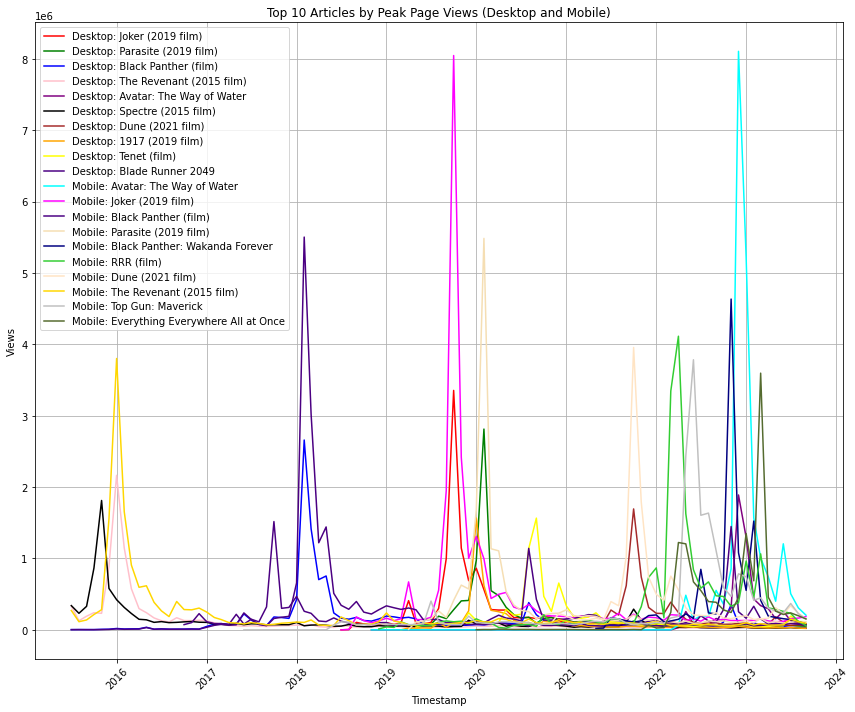 Top 10 Articles by Peak Page Views (Desktop and Mobile)
1e6
Desktop: Joker (2019 film)
Desktop: Parasite (2019 film)
Desktop: Black Panther (film)
Desktop: The Revenant (2015 film)
Desktop: Avatar: The Way of Water
Desktop: Spectre (2015 film)
Desktop: Dune (2021 film)
Desktop: 1917 (2019 film)
Desktop: Tenet (film)
Desktop: Blade Runner 2049
Mobile: Avatar: The Way of Water
Mobile: Joker (2019 film)
Mobile: Black Panther (film)
Mobile: Parasite (2019 film)
Mobile: Black Panther: Wakanda Forever
Mobile: RRR (film)
Mobile: Dune (2021 film)
Mobile: The Revenant (2015 film)
Mobile: Top Gun: Maverick
Mobile: Everything Everywhere All at Once
8
7
6
5
4
3
2
1
0
Views
2016 2017 2018 2019 2020 2021 2022 2023 2024
Timestamp